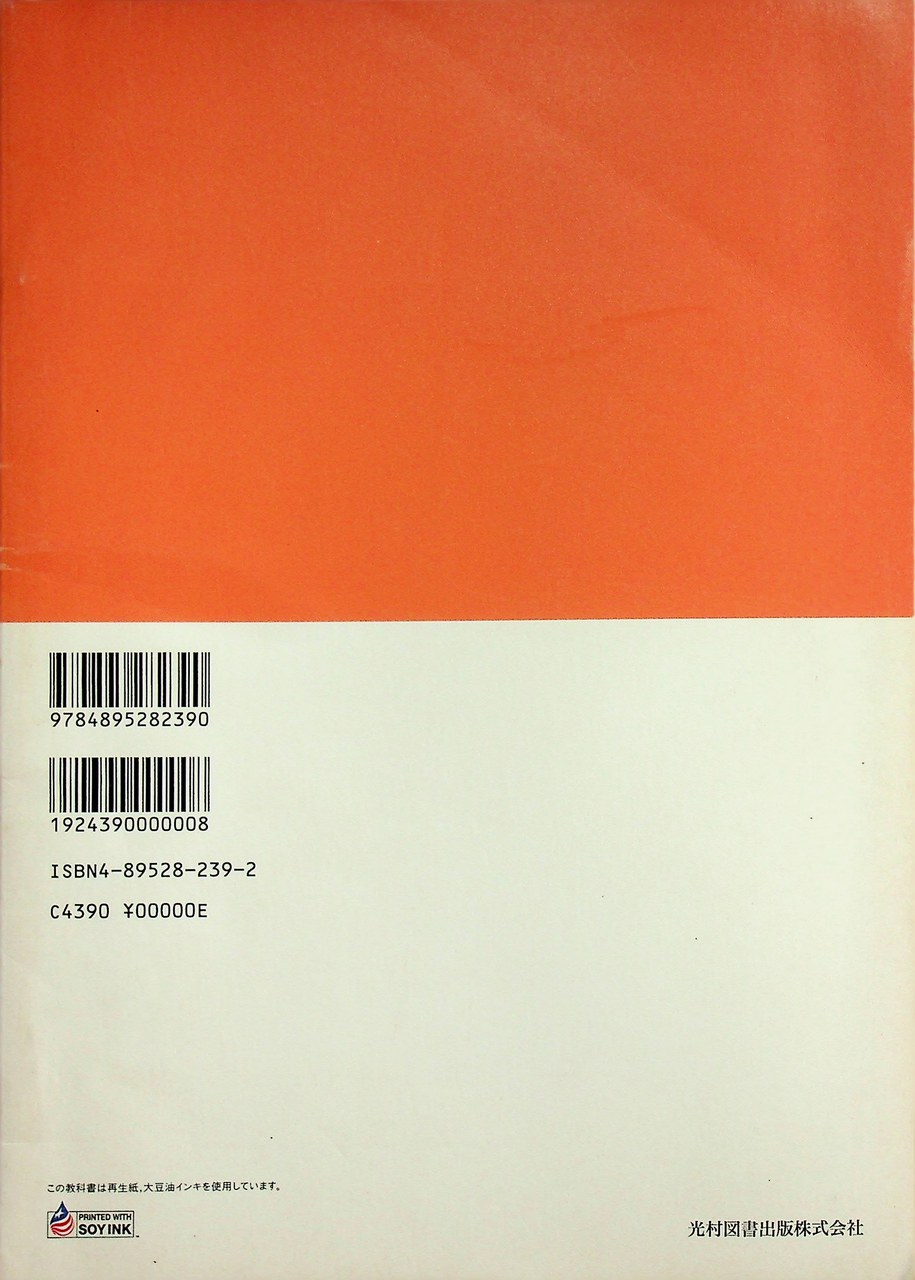 9784895282390
1924390000008
ISBN4-89528-239-2
C4390 ¥00000E
この教科書は再生紙,大豆油インキを使用しています。
PRINTED WITH
SOY INK
光村図書出版株式会社